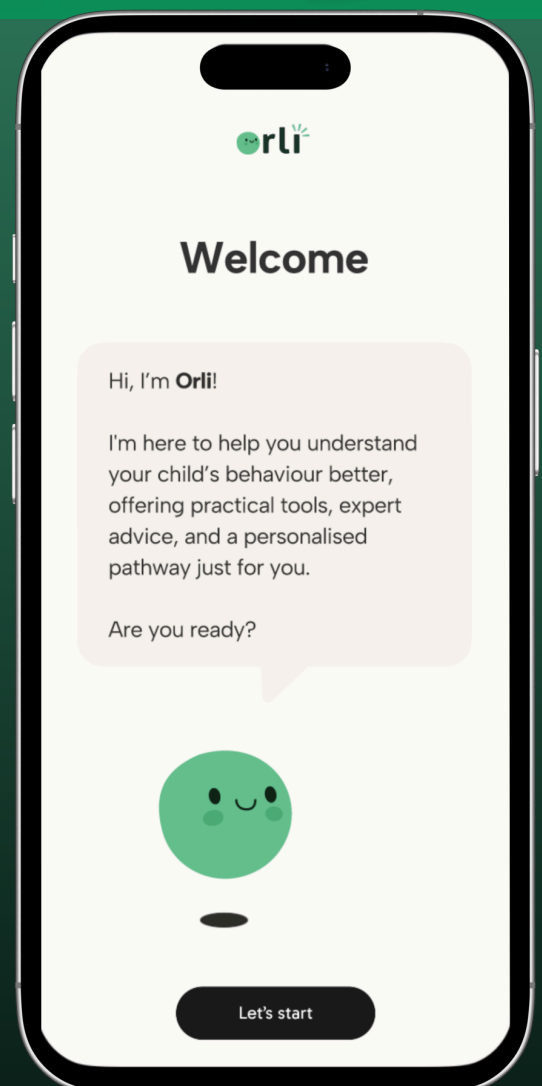 Orli
Welcome
Hi, I’m Orli!
I'm here to help you understand
your child’s behaviour better,
offering practical tools, expert
advice, and a personalised
pathway just for you.
Are you ready?
Let’s start